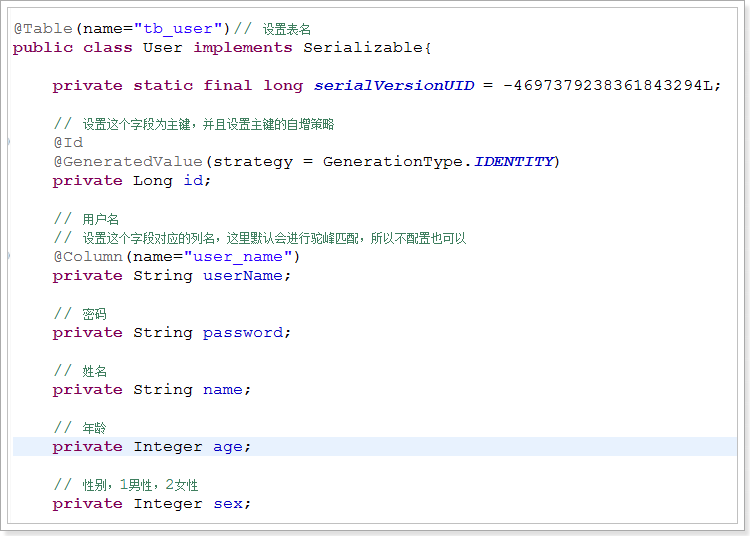 @Table(name="tb_user")// 设置表名
public class User implements Serializable{
private static final long serialVersionUID = -4697379238361843294L;
// 设置这个字段为主键，并且设置主键的自增策略
@Id
@GeneratedValue(strategy = GenerationType.IDENTITY)
private Long id;
// 用户名
// 设置这个字段对应的列名，这里默认会进行驼峰匹配，所以不配置也可以
@Column(name="user_name")
private String userName;
// 密码
private String password;
// 姓名
private String name;
// 年龄
private Integer age;
// 性别，1男性，2女性
private Integer sex;